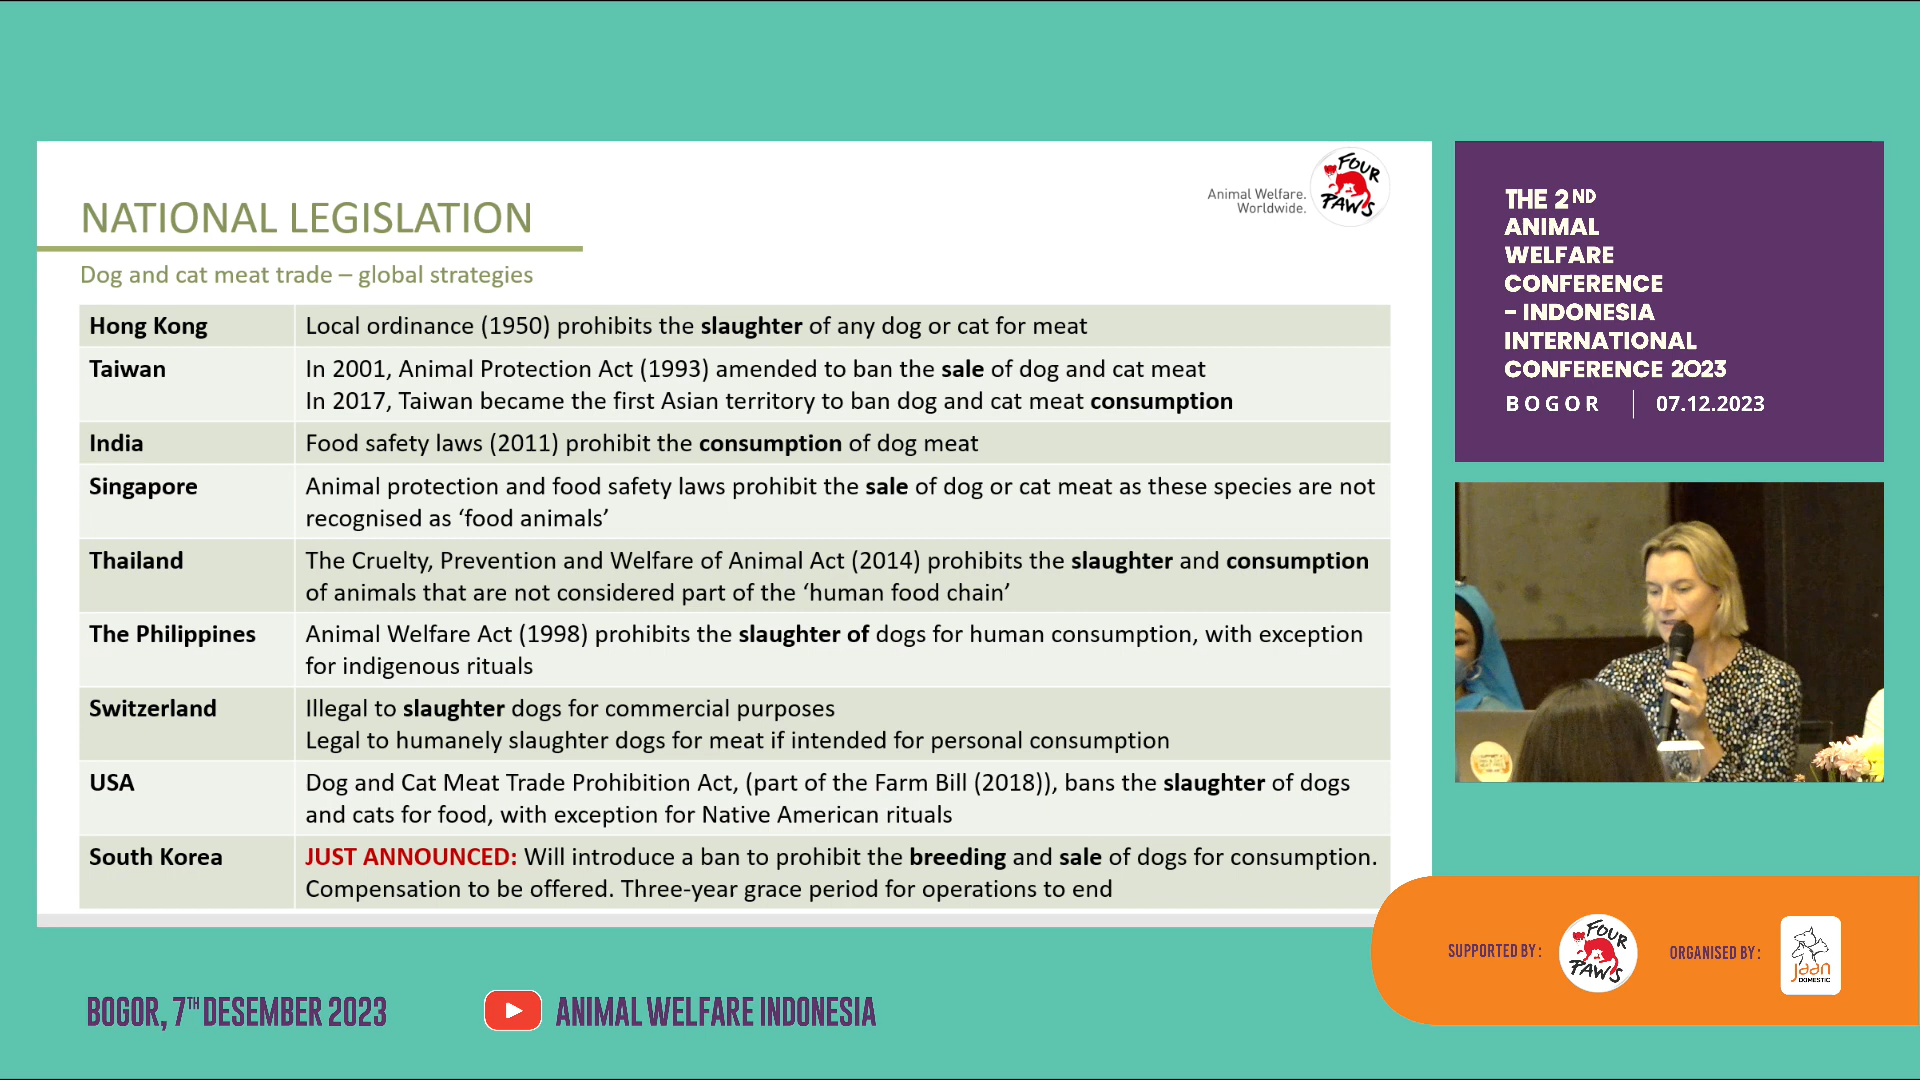 NATIONAL LEGISLATION
Animal Welfare.
Worldwide.
FOUR
PAWS
Dog and cat meat trade – global strategies
Hong Kong
Local ordinance (1950) prohibits the slaughter of any dog or cat for meat
Taiwan
In 2001, Animal Protection Act (1993) amended to ban the sale of dog and cat meat
In 2017, Taiwan became the first Asian territory to ban dog and cat meat consumption
India
Food safety laws (2011) prohibit the consumption of dog meat
Singapore
Animal protection and food safety laws prohibit the sale of dog or cat meat as these species are not
recognised as ‘food animals’
Thailand
The Cruelty, Prevention and Welfare of Animal Act (2014) prohibits the slaughter and consumption
of animals that are not considered part of the ‘human food chain’
The Philippines
Animal Welfare Act (1998) prohibits the slaughter of dogs for human consumption, with exception
for indigenous rituals
Switzerland
Illegal to slaughter dogs for commercial purposes
Legal to humanely slaughter dogs for meat if intended for personal consumption
USA
Dog and Cat Meat Trade Prohibition Act, (part of the Farm Bill (2018)), bans the slaughter of dogs
and cats for food, with exception for Native American rituals
South Korea
JUST ANNOUNCED: Will introduce a ban to prohibit the breeding and sale of dogs for consumption.
Compensation to be offered. Three-year grace period for operations to end
THE 2ND
ANIMAL
WELFARE
CONFERENCE
– INDONESIA
INTERNATIONAL
CONFERENCE 2023
BOGOR | 07.12.2023
SUPPORTED BY :
FOUR
PAWS
ORGANISED BY :
jaan
DOMESTIC
BOGOR, 7TH DESEMBER 2023
ANIMAL WELFARE INDONESIA